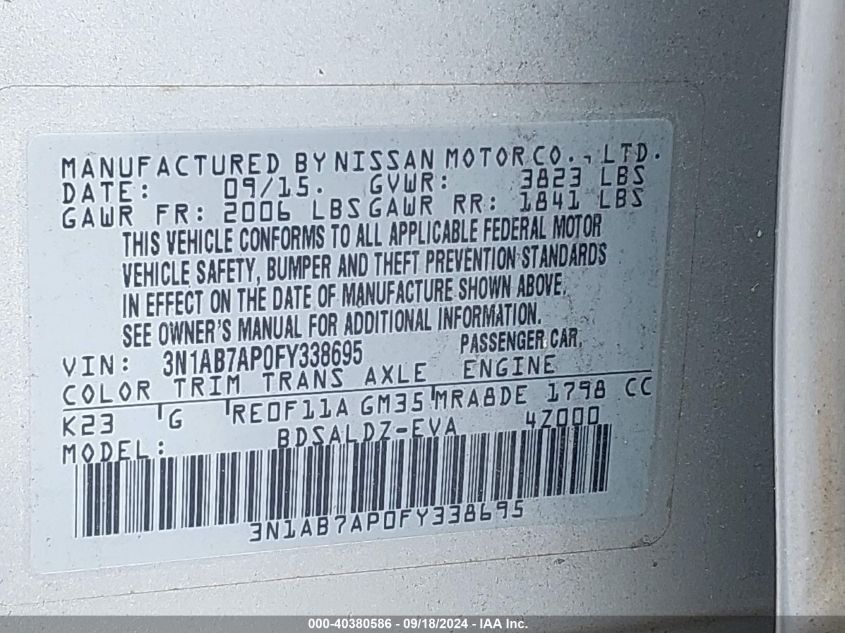 MANUFACTURED BY NISSAN MOTOR CO., LTD.
DATE: 09/15. GVWR: 3823 LBS
GAWR FR: 2006 LBS GAWR RR: 1841 LBS
THIS VEHICLE CONFORMS TO ALL APPLICABLE FEDERAL MOTOR
VEHICLE SAFETY, BUMPER AND THEFT PREVENTION STANDARDS
IN EFFECT ON THE DATE OF MANUFACTURE SHOWN ABOVE.
SEE OWNER'S MANUAL FOR ADDITIONAL INFORMATION.
VIN: 3N1AB7AP0FY338695 PASSENGER CAR,
COLOR TRIM TRANS AXLE ENGINE
K23 G RE0F11A GM35 MRA8DE 1798 CC
MODEL: BDSALDZ-EVA 4Z000
3N1AB7AP0FY338695
000-40380586 - 09/18/2024 - IAA Inc.